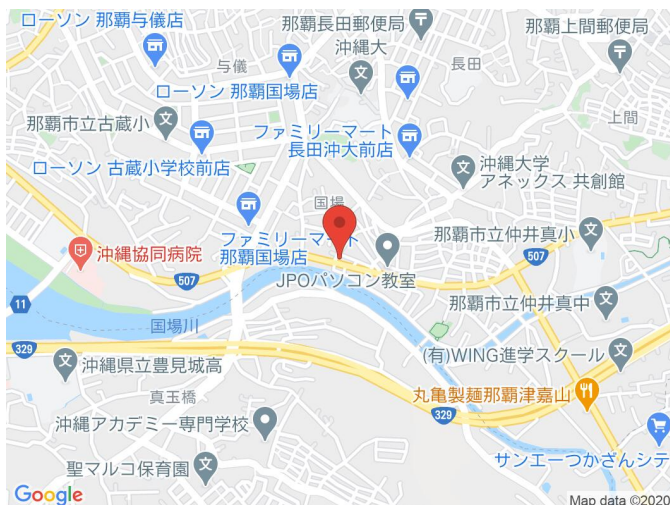 ローソン 那覇与儀店
那覇長田郵便局
沖縄大
那覇上間郵便局
与儀
長田
ローソン 那覇国場店
那覇市立古蔵小
ファミリーマート
長田沖大前店
上間
ローソン 古蔵小学校前店
沖縄大学
アネックス 共創館
国場
那覇市立仲井真小
ファミリーマート
那覇国場店
沖縄協同病院
507
507
JPOパソコン教室
11
国場川
那覇市立仲井真中
329
(有)WING進学スクール
沖縄県立豊見城高
真玉橋
丸亀製麺那覇津嘉山
329
沖縄アカデミー専門学校
サンエーつかざんシテ
聖マルコ保育園
Google
Map data ©2020